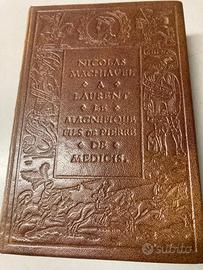 NICOLAS
MACHIAVEL
A
LAURENT
LE
MAGNIFIQUE
FILS DE PIERRE
DE
MEDICIS.
subito